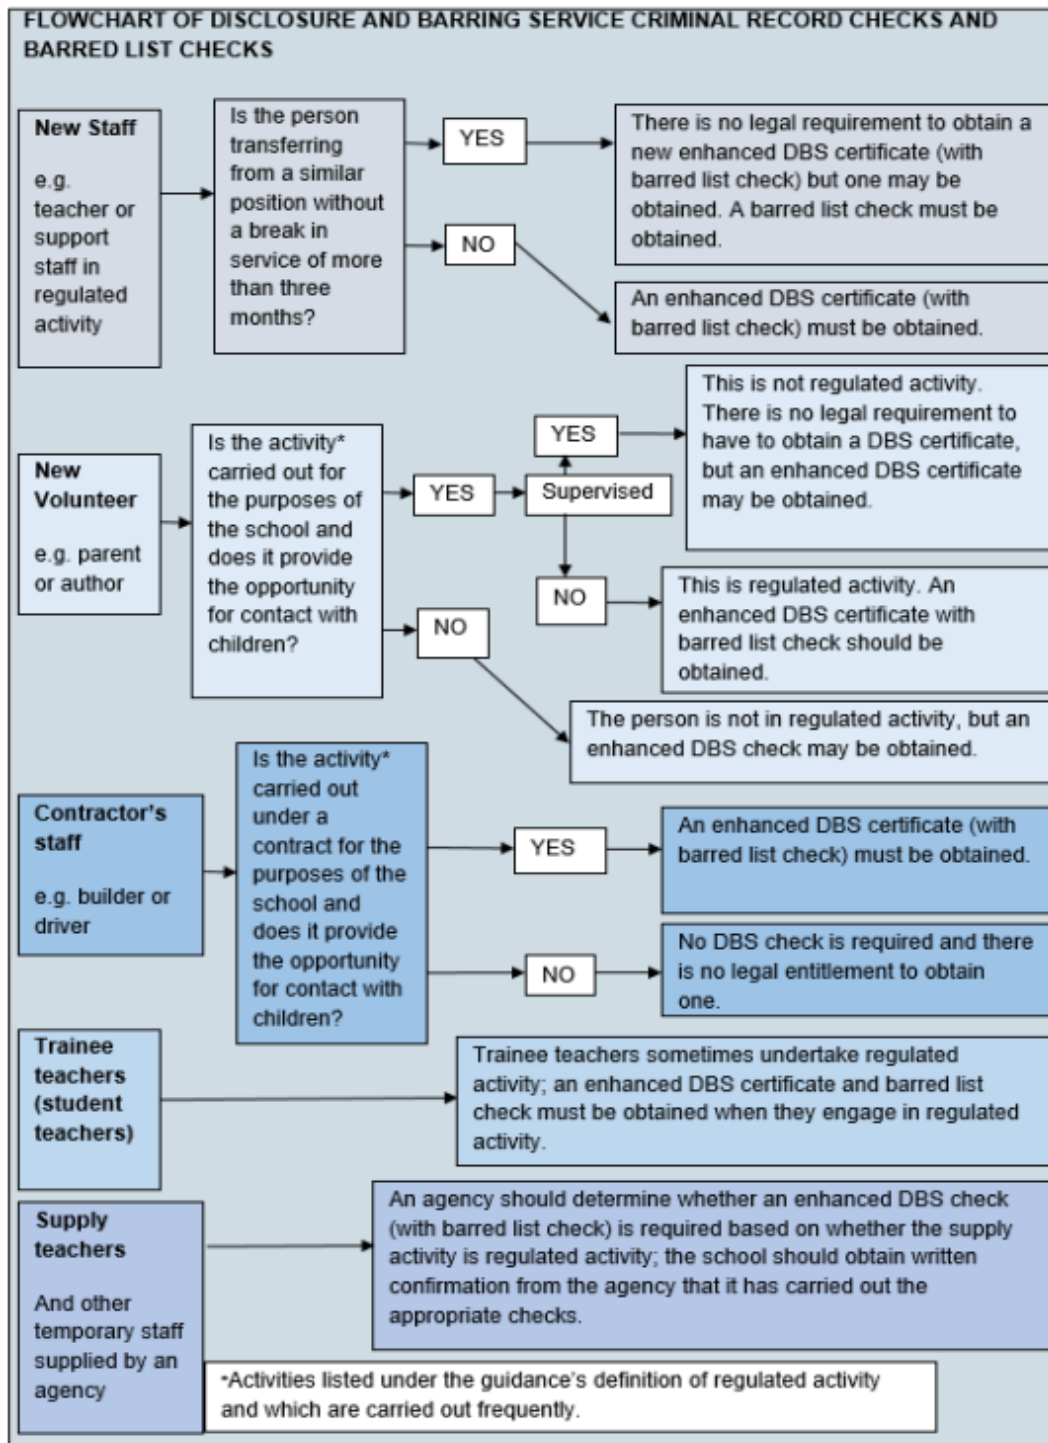 FLOWCHART OF DISCLOSURE AND BARRING SERVICE CRIMINAL RECORD CHECKS AND
BARRED LIST CHECKS
New Staff
e.g.
teacher or
support
staff in
regulated
activity
Is the person
transferring
from a similar
position without
a break in
service of more
than three
months?
YES
There is no legal requirement to obtain a
new enhanced DBS certificate (with
barred list check) but one may be
obtained. A barred list check must be
obtained.
NO
An enhanced DBS certificate (with
barred list check) must be obtained.
New
Volunteer
e.g. parent
or author
Is the activity*
carried out for
the purposes of
the school and
does it provide
the opportunity
for contact with
children?
YES
Supervised
YES
This is not regulated activity.
There is no legal requirement to
have to obtain a DBS certificate,
but an enhanced DBS certificate
may be obtained.
NO
This is regulated activity. An
enhanced DBS certificate with
barred list check should be
obtained.
NO
The person is not in regulated activity, but an
enhanced DBS check may be obtained.
Contractor's
staff
e.g. builder or
driver
Is the activity*
carried out
under a
contract for the
purposes of the
school and
does it provide
the opportunity
for contact with
children?
YES
An enhanced DBS certificate (with
barred list check) must be obtained.
NO
No DBS check is required and there
is no legal entitlement to obtain
one.
Trainee
teachers
(student
teachers)
Trainee teachers sometimes undertake regulated
activity; an enhanced DBS certificate and barred list
check must be obtained when they engage in regulated
activity.
Supply
teachers
And other
temporary staff
supplied by an
agency
An agency should determine whether an enhanced DBS check
(with barred list check) is required based on whether the supply
activity is regulated activity; the school should obtain written
confirmation from the agency that it has carried out the
appropriate checks.
*Activities listed under the guidance's definition of regulated activity
and which are carried out frequently.